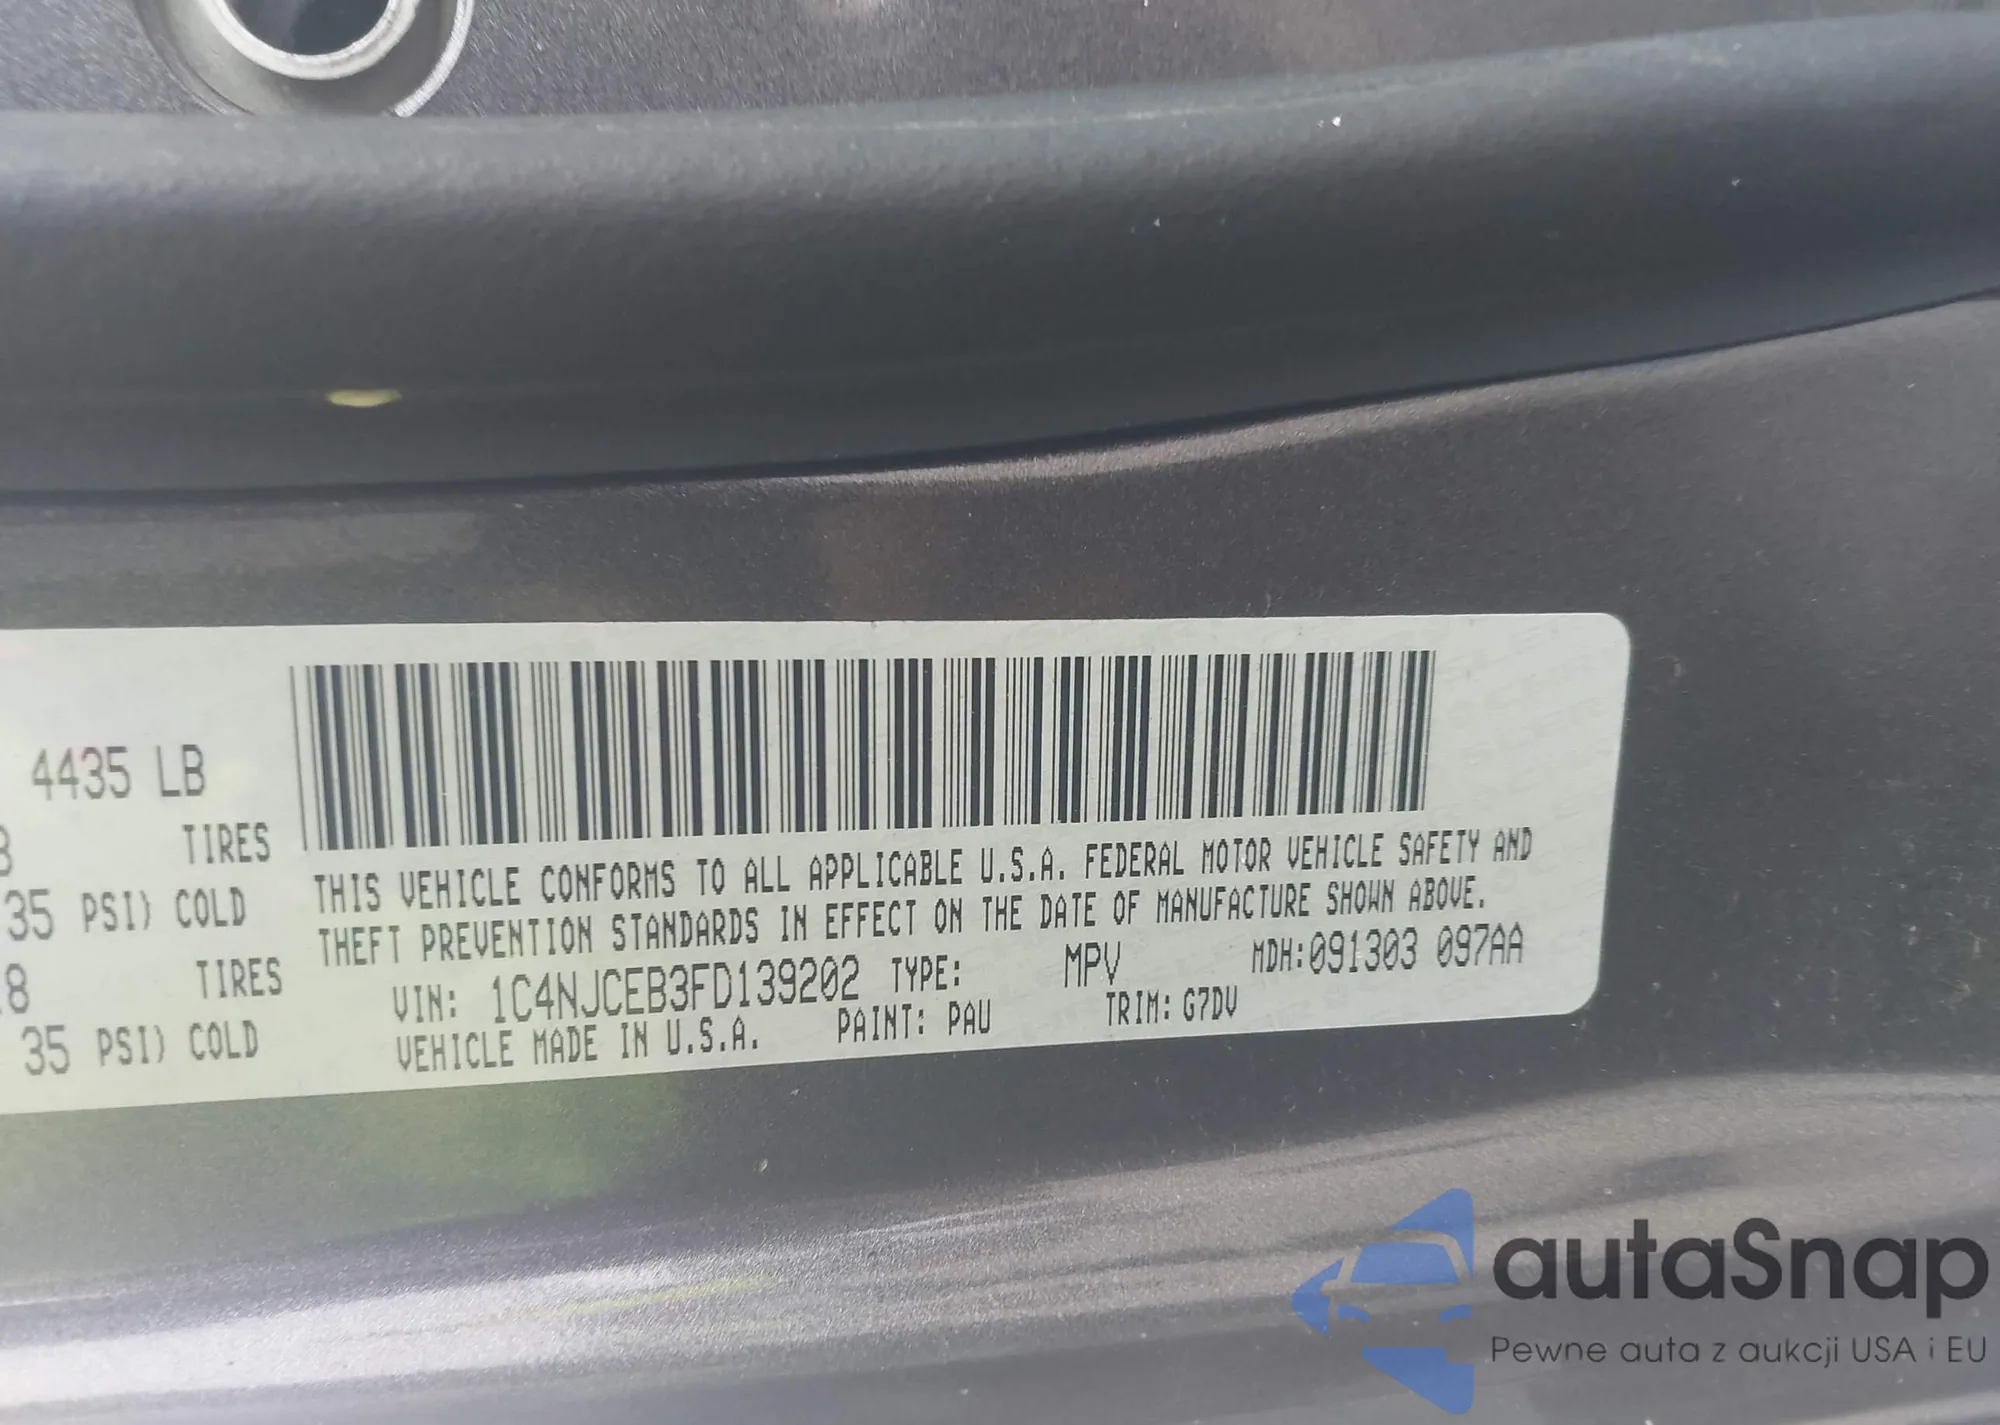 4435 LB
TIRES
35 PSI) COLD
TIRES
35 PSI) COLD
THIS VEHICLE CONFORMS TO ALL APPLICABLE U.S.A. FEDERAL MOTOR VEHICLE SAFETY AND
THEFT PREVENTION STANDARDS IN EFFECT ON THE DATE OF MANUFACTURE SHOWN ABOVE.
VIN: 1C4NJCEB3FD139202 TYPE: MPV MDH:091303 097AA
VEHICLE MADE IN U.S.A. PAINT: PAU TRIM: G7DV
autaSnap
Pewne auta z aukcji USA i EU